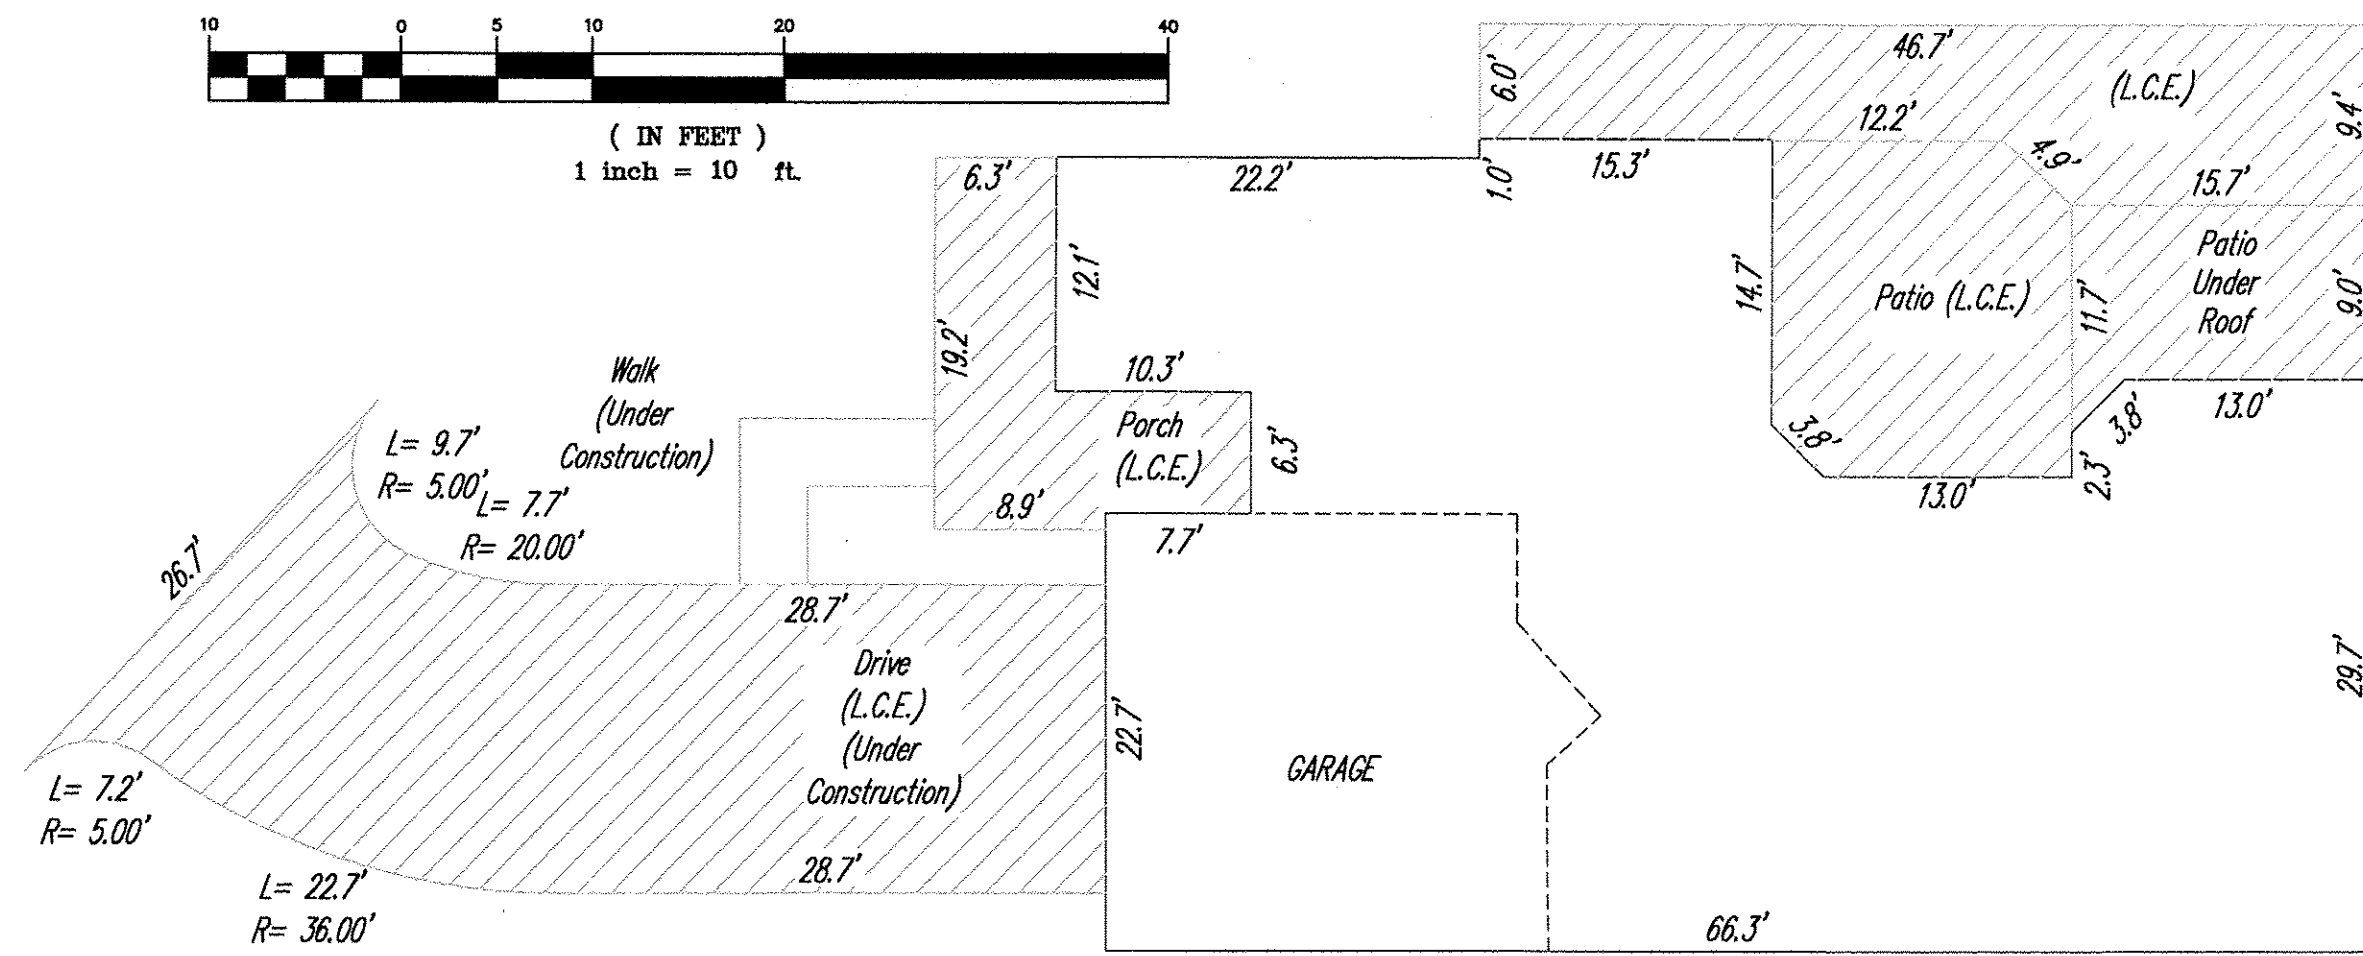 10 0 5 10 20 40
( IN FEET )
1 inch = 10 ft.
46.7'
6.0'
(L.C.E.)
12.2'
9.4'
4.9'
15.7'
6.3'
22.2'
1.0'
15.3'
12.1'
14.7'
Patio (L.C.E.)
11.7'
Patio
Under
Roof
9.0'
19.2'
10.3'
Porch
(L.C.E.)
6.3'
3.8'
13.0'
2.3'
3.8'
13.0'
Walk
(Under
Construction)
L= 9.7'
R= 5.00'
L= 7.7'
R= 20.00'
8.9'
7.7'
26.7'
28.7'
Drive
(L.C.E.)
(Under
Construction)
22.7'
GARAGE
29.7'
L= 7.2'
R= 5.00'
28.7'
L= 22.7'
R= 36.00'
66.3'